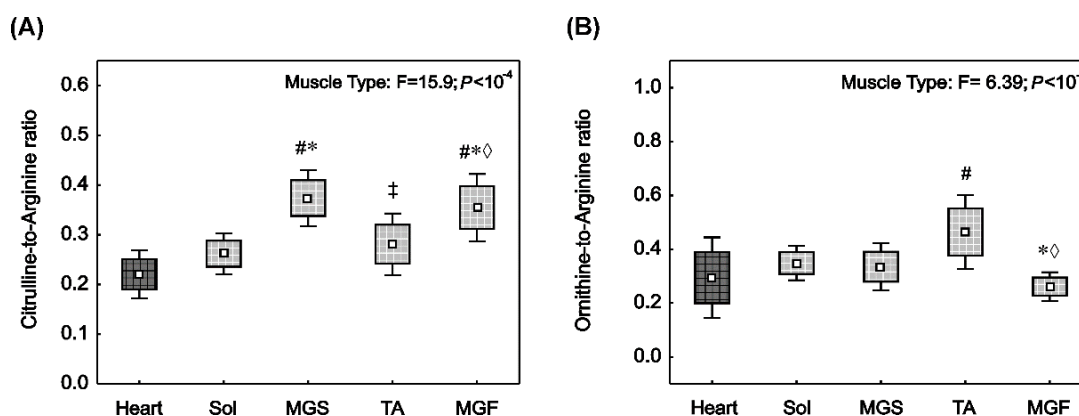 (A)
Citrulline-to-Arginine ratio
0.6
0.5
0.4
0.3
0.2
0.1
0.0
Muscle Type: F=15.9; P<10⁻⁴
#*
‡
#*◊
Heart Sol MGS TA MGF
(B)
Ornithine-to-Arginine ratio
1.0
0.8
0.6
0.4
0.2
0.0
Muscle Type: F= 6.39; P<10
#
*◊
Heart Sol MGS TA MGF